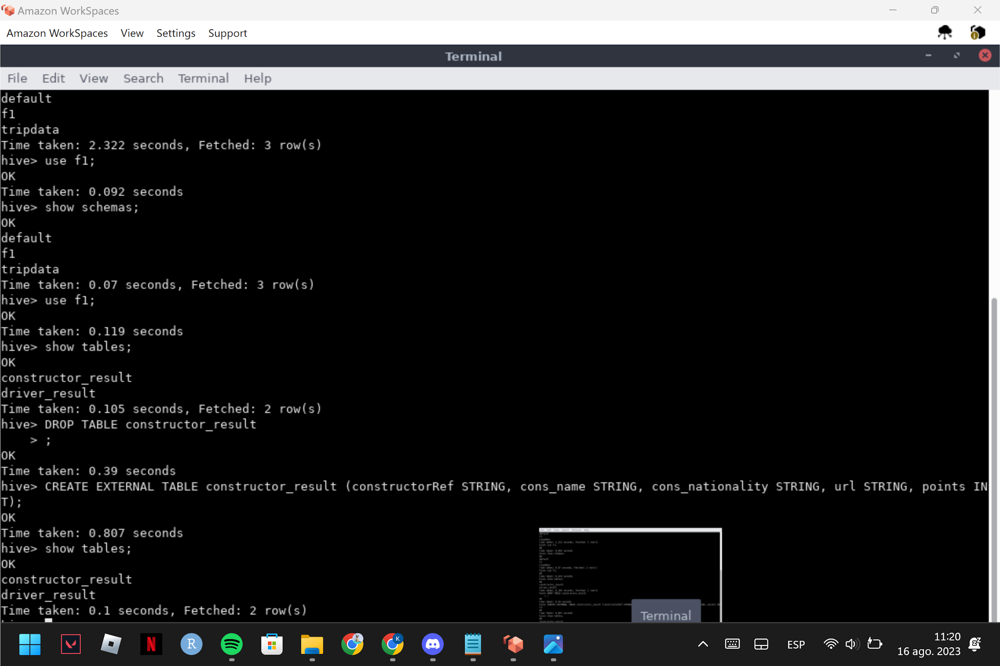 Amazon WorkSpaces
Amazon WorkSpaces View Settings Support
Terminal
File Edit View Search Terminal Help
default
f1
tripdata
Time taken: 2.322 seconds, Fetched: 3 row(s)
hive> use f1;
OK
Time taken: 0.092 seconds
hive> show schemas;
OK
default
f1
tripdata
Time taken: 0.07 seconds, Fetched: 3 row(s)
hive> use f1;
OK
Time taken: 0.119 seconds
hive> show tables;
OK
constructor_result
driver_result
Time taken: 0.105 seconds, Fetched: 2 row(s)
hive> DROP TABLE constructor_result
    > ;
OK
Time taken: 0.39 seconds
hive> CREATE EXTERNAL TABLE constructor_result (constructorRef STRING, cons_name STRING, cons_nationality STRING, url STRING, points IN
T);
OK
Time taken: 0.807 seconds
hive> show tables;
OK
constructor_result
driver_result
Time taken: 0.1 seconds, Fetched: 2 row(s)
Terminal
N
R
K
ESP
11:20
16 ago. 2023